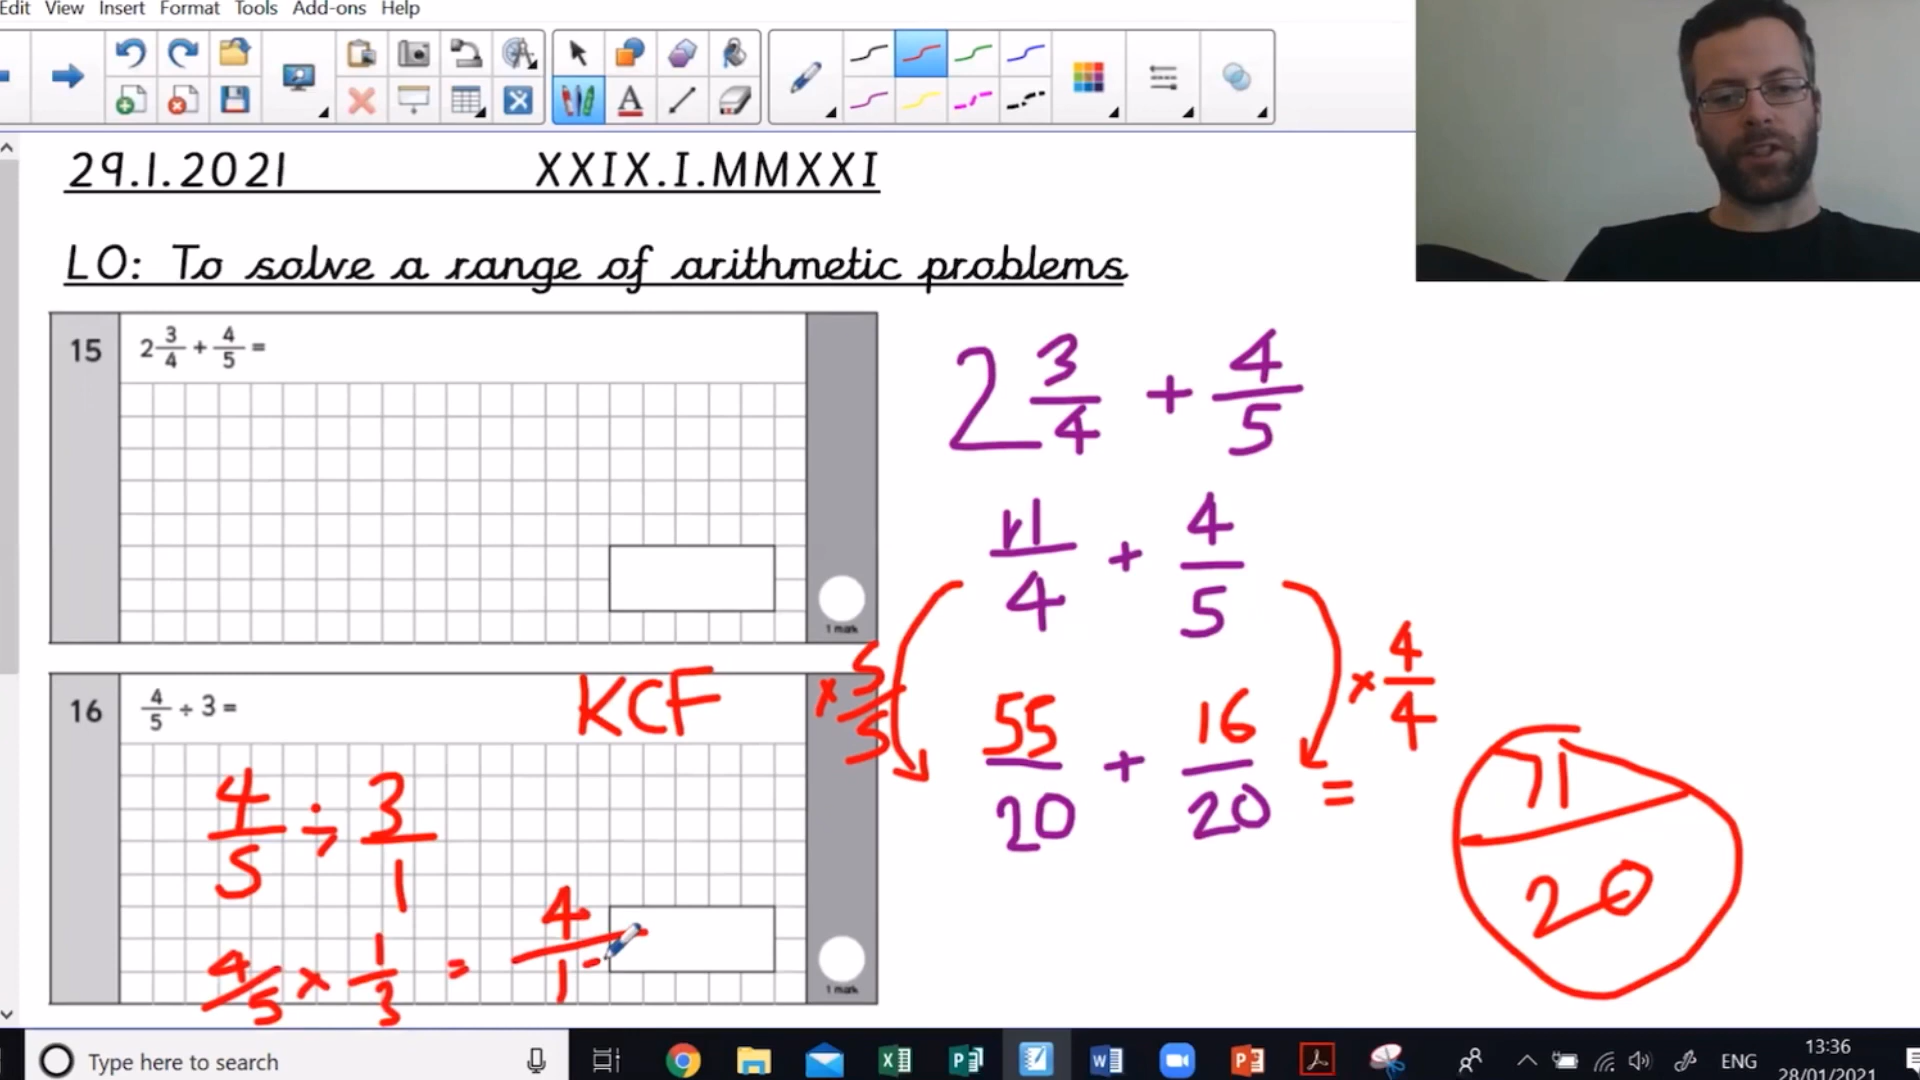 Edit View Insert Format Tools Add-ons Help
29.1.2021 XXIX.I.MMXXI
LO: To solve a range of arithmetic problems
15 2 3/4 + 4/5 =
1 mark
16 4/5 ÷ 3 =
KCF
4/5 ÷ 3/1
4/5 × 1/3 = 4/1
1 mark
2 3/4 + 4/5
11/4 + 4/5
× 5/5
× 4/4
55/20 + 16/20 =
71/20
Type here to search
ENG
13:36
28/01/2021